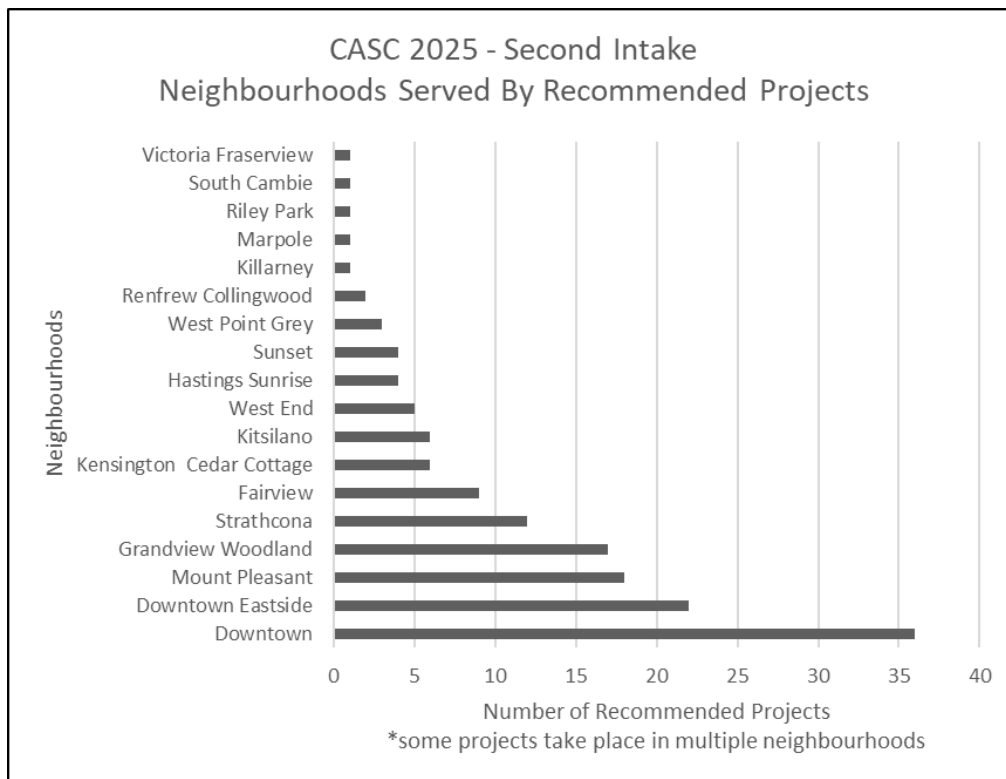 CASC 2025 - Second Intake
Neighbourhoods Served By Recommended Projects
Neighbourhoods
Victoria Fraserview
South Cambie
Riley Park
Marpole
Killarney
Renfrew Collingwood
West Point Grey
Sunset
Hastings Sunrise
West End
Kitsilano
Kensington  Cedar Cottage
Fairview
Strathcona
Grandview Woodland
Mount Pleasant
Downtown Eastside
Downtown
0 5 10 15 20 25 30 35 40
Number of Recommended Projects
*some projects take place in multiple neighbourhoods